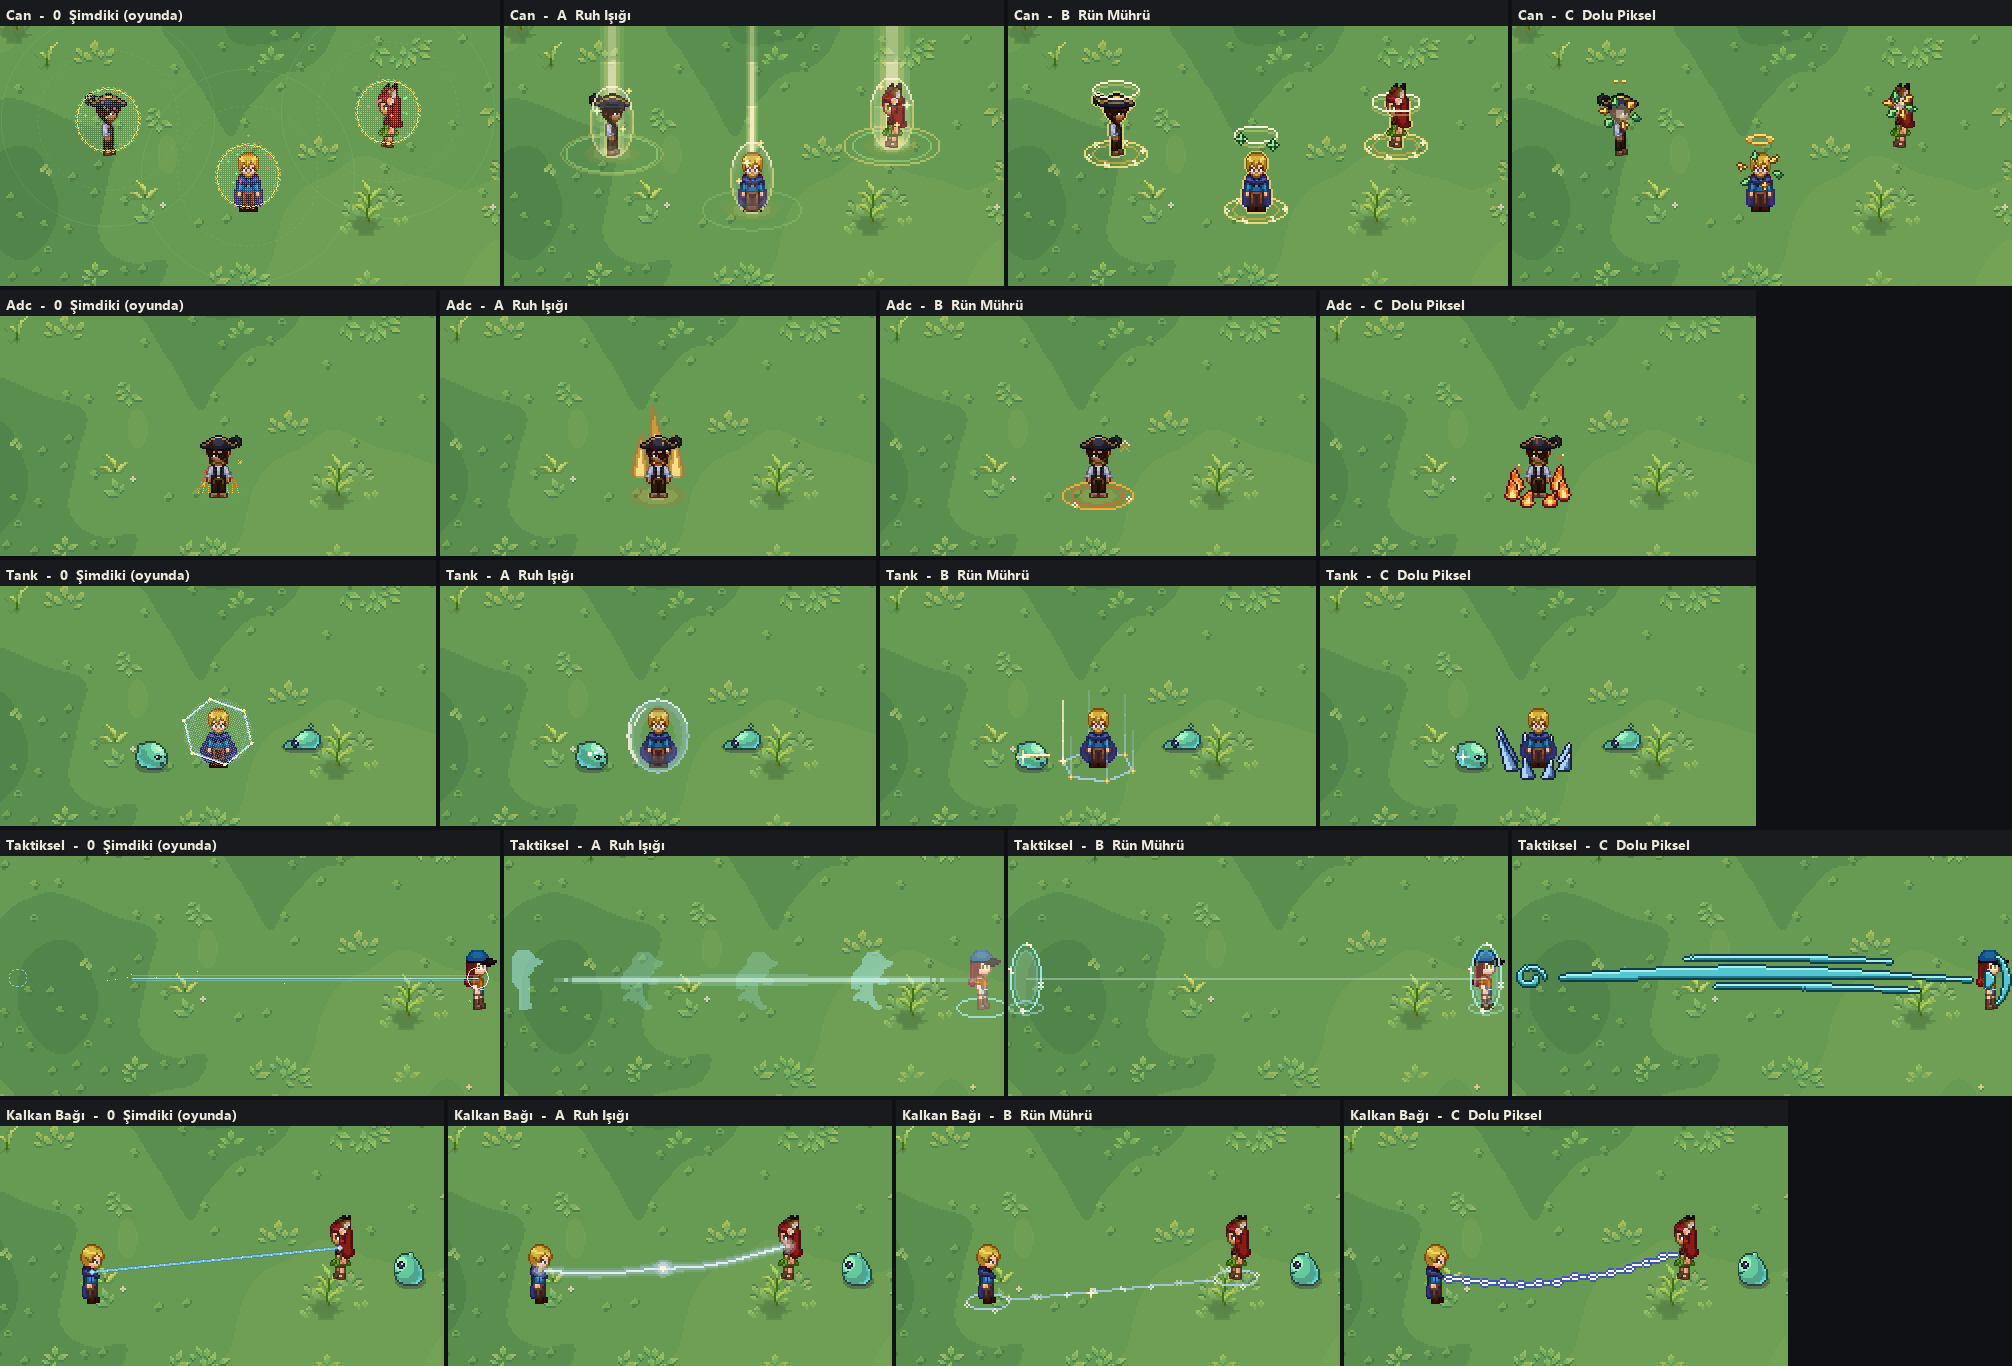 Can - 0 Şimdiki (oyunda)
Can - A Ruh Işığı
Can - B Rün Mührü
Can - C Dolu Piksel
Adc - 0 Şimdiki (oyunda)
Adc - A Ruh Işığı
Adc - B Rün Mührü
Adc - C Dolu Piksel
Tank - 0 Şimdiki (oyunda)
Tank - A Ruh Işığı
Tank - B Rün Mührü
Tank - C Dolu Piksel
Taktiksel - 0 Şimdiki (oyunda)
Taktiksel - A Ruh Işığı
Taktiksel - B Rün Mührü
Taktiksel - C Dolu Piksel
Kalkan Bağı - 0 Şimdiki (oyunda)
Kalkan Bağı - A Ruh Işığı
Kalkan Bağı - B Rün Mührü
Kalkan Bağı - C Dolu Piksel